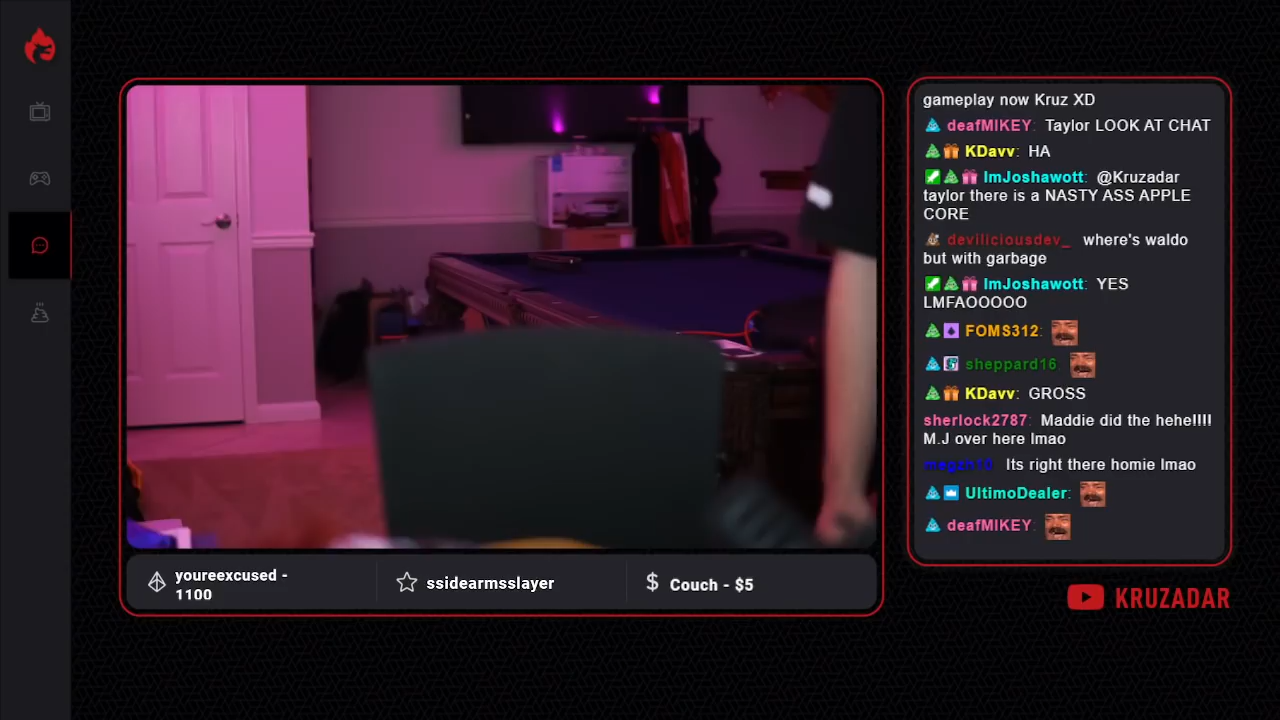 gameplay now Kruz XD
deafMIKEY: Taylor LOOK AT CHAT
KDavv: HA
ImJoshawott: @Kruzadar
taylor there is a NASTY ASS APPLE
CORE
deviliciousdev_ where's waldo
but with garbage
ImJoshawott: YES
LMFAOOOOO
FOMS312:
sheppard16
KDavv: GROSS
sherlock2787: Maddie did the hehe!!!!
M.J over here lmao
Its right there homie lmao
UltimoDealer:
deafMIKEY:
youreexcused -
1100
ssidearmsslayer
$ Couch - $5
KRUZADAR